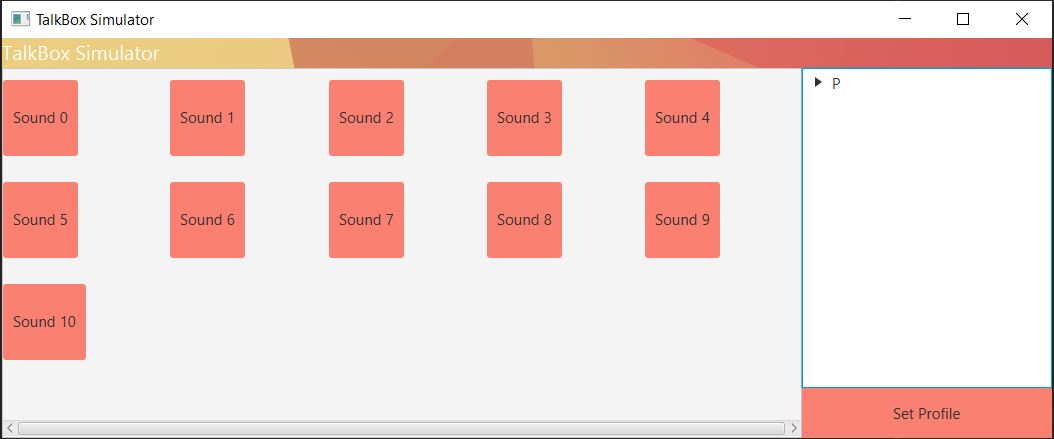 TalkBox Simulator
TalkBox Simulator
P
Sound 0 Sound 1 Sound 2 Sound 3 Sound 4
Sound 5 Sound 6 Sound 7 Sound 8 Sound 9
Sound 10
Set Profile